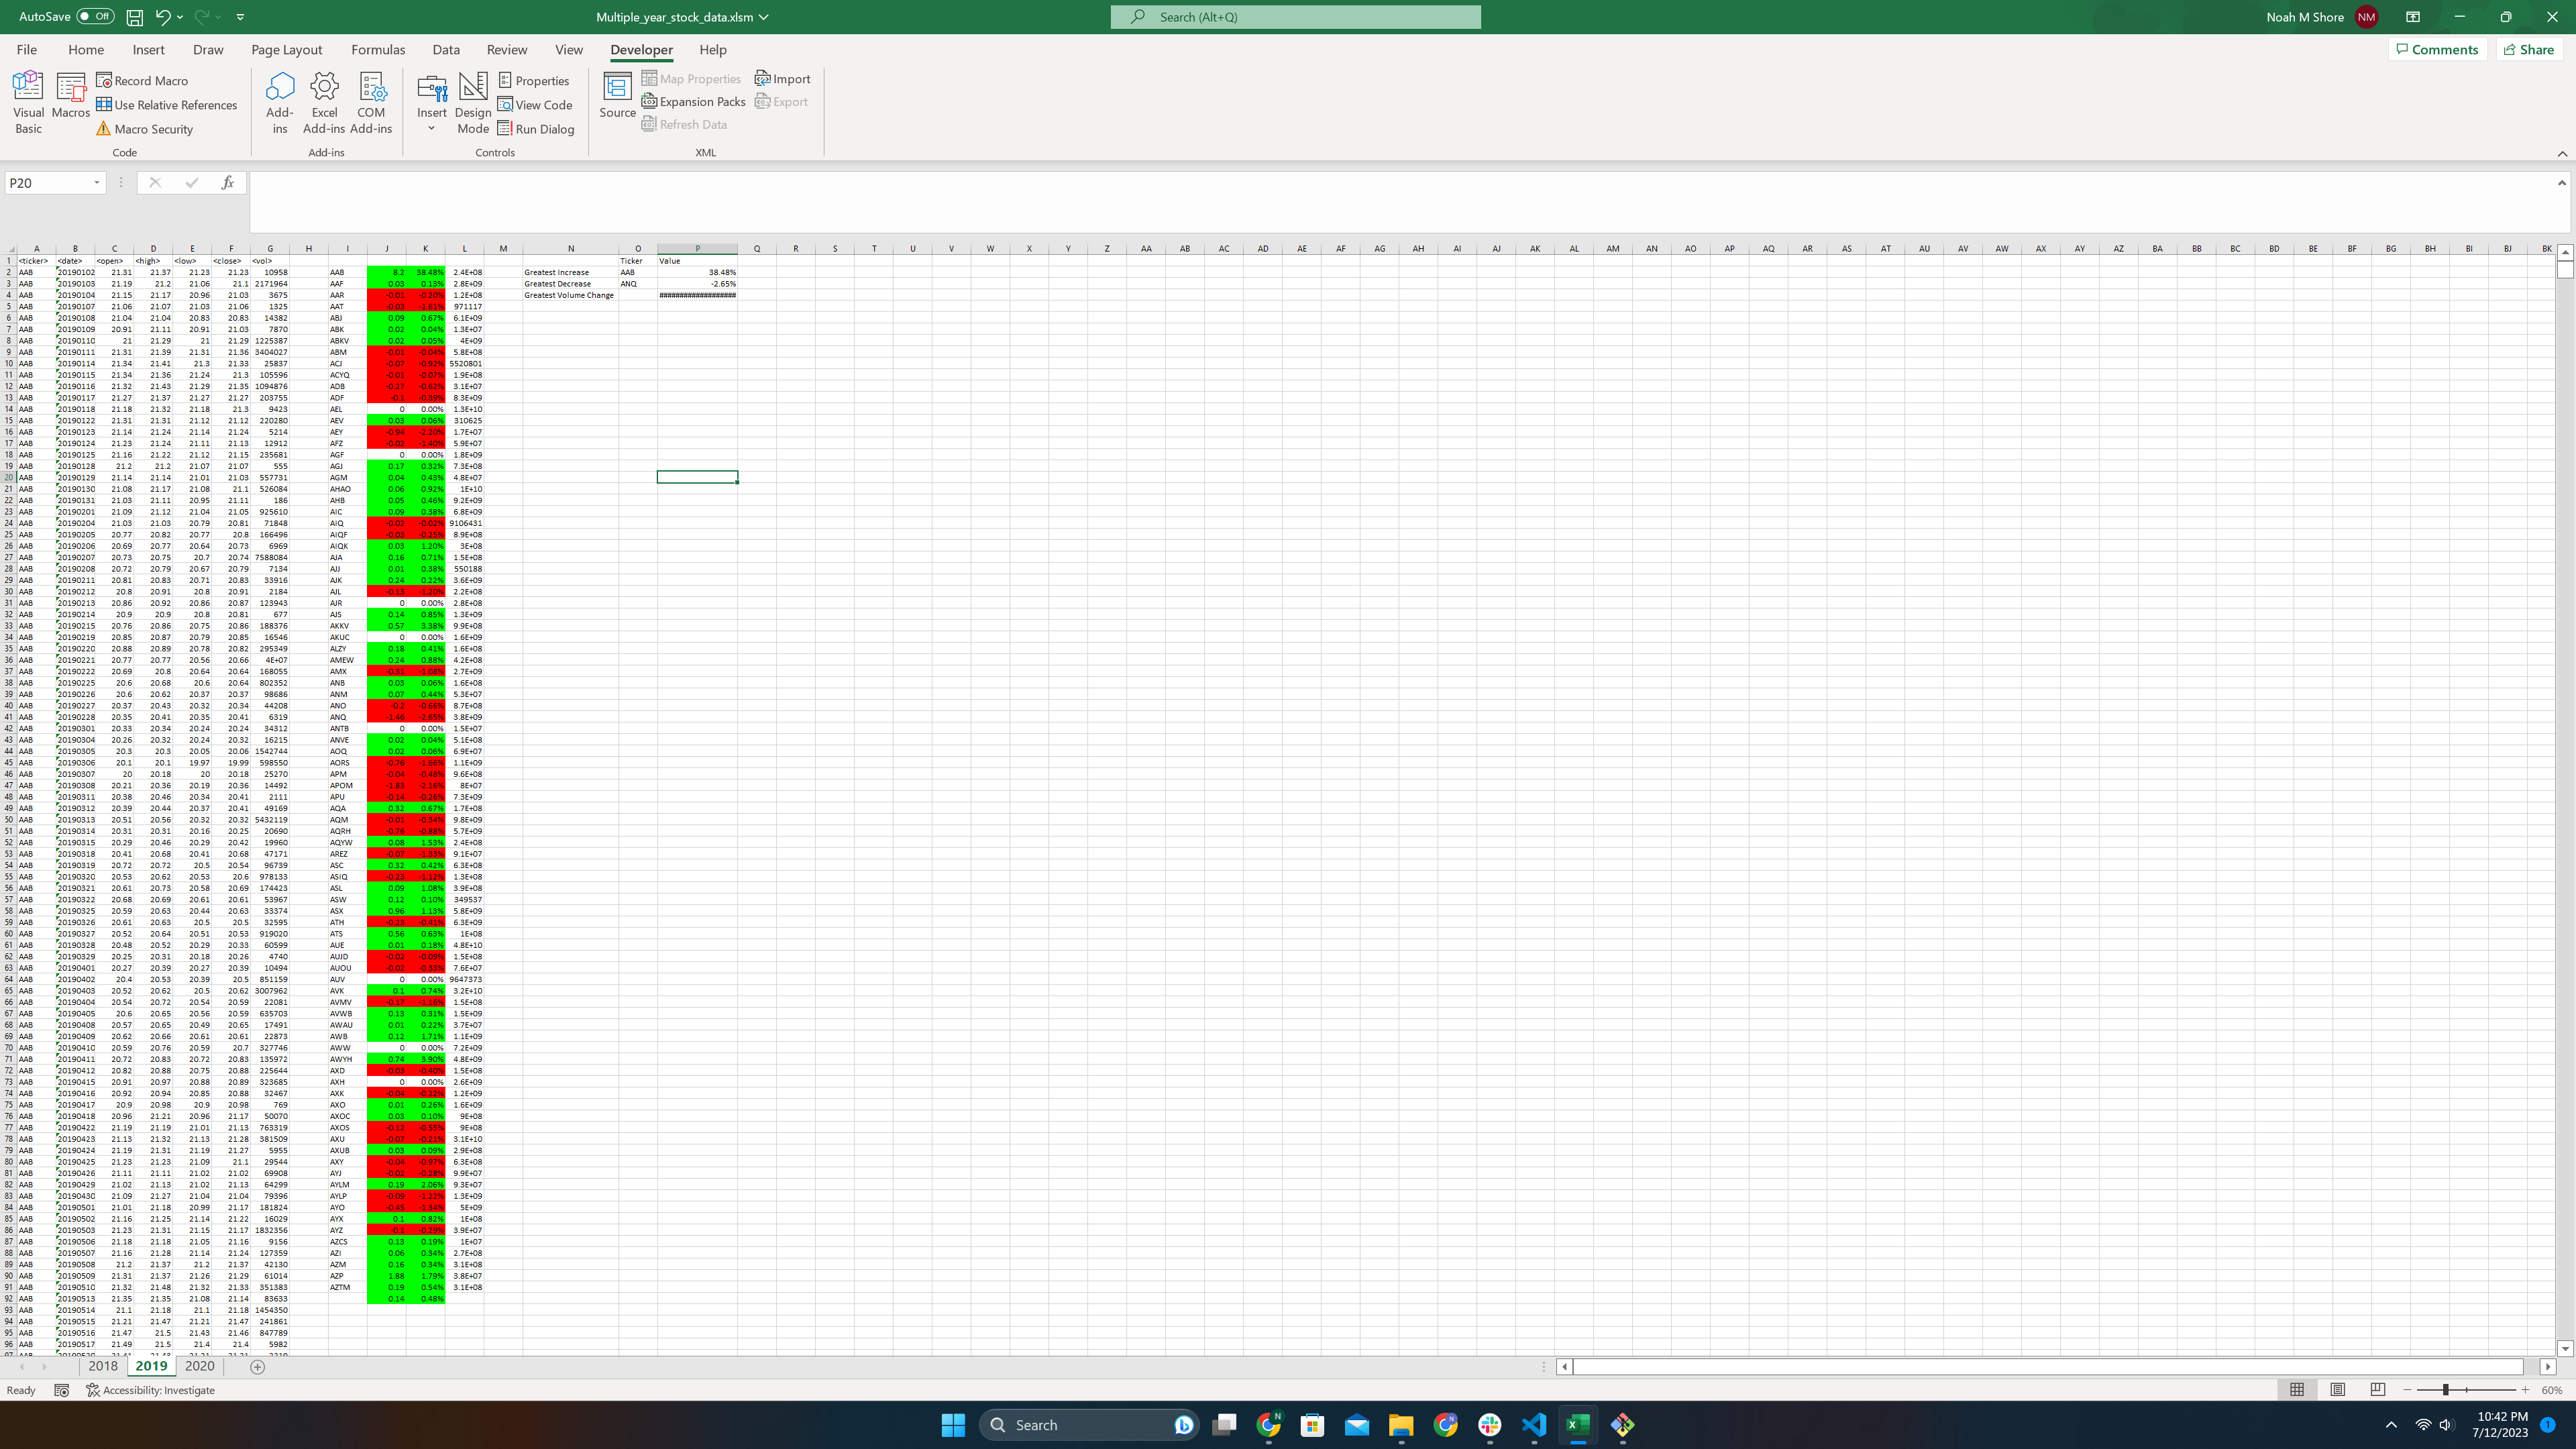 AutoSave Off Multiple_year_stock_data.xlsm Search (Alt+Q) Noah M Shore NM
File Home Insert Draw Page Layout Formulas Data Review View Developer Help Comments Share
Visual Basic Macros Record Macro Use Relative References Macro Security
Add-ins Excel Add-ins COM Add-ins
Insert Design Mode Properties View Code Run Dialog
Source Map Properties Expansion Packs Refresh Data Import Export
Code Add-ins Controls XML
P20 fx
A B C D E F G H I J K L M N O P Q R S T U V W X Y Z AA AB AC AD AE AF AG AH AI AJ AK AL AM AN AO AP AQ AR AS AT AU AV AW AX AY AZ BA BB BC BD BE BF BG BH BI BJ BK
1 <ticker> <date> <open> <high> <low> <close> <vol> Ticker Value
2 AAB 20190102 21.31 21.37 21.23 21.23 10958 AAB 8.2 38.48% 2.4E+08 Greatest Increase AAB 38.48%
3 AAB 20190103 21.19 21.2 21.06 21.1 2171964 AAF 0.03 0.13% 2.8E+09 Greatest Decrease ANQ -2.65%
4 AAB 20190104 21.15 21.17 20.96 21.03 3675 AAR -0.01 -0.20% 1.2E+08 Greatest Volume Change ###################
5 AAB 20190107 21.06 21.07 21.03 21.06 1325 AAT -0.03 -1.61% 971117
6 AAB 20190108 21.04 21.04 20.83 20.83 14382 ABJ 0.09 0.67% 6.1E+09
7 AAB 20190109 20.91 21.11 20.91 21.03 7870 ABK 0.02 0.04% 1.3E+07
8 AAB 20190110 21 21.29 21 21.29 1225387 ABKV 0.02 0.05% 4E+09
9 AAB 20190111 21.31 21.39 21.31 21.36 3404027 ABM -0.01 -0.04% 5.8E+08
10 AAB 20190114 21.34 21.41 21.3 21.33 25837 ACJ -0.07 -0.92% 5520801
11 AAB 20190115 21.34 21.36 21.24 21.3 105596 ACYQ -0.01 -0.07% 1.9E+08
12 AAB 20190116 21.32 21.43 21.29 21.35 1094876 ADB -0.27 -0.62% 3.1E+07
13 AAB 20190117 21.27 21.37 21.27 21.27 203755 ADF -0.1 -0.39% 8.3E+09
14 AAB 20190118 21.18 21.32 21.18 21.3 9423 AEL 0 0.00% 1.3E+10
15 AAB 20190122 21.31 21.31 21.12 21.12 220280 AEV 0.03 0.06% 310625
16 AAB 20190123 21.14 21.24 21.14 21.24 5214 AEY -0.94 -2.20% 1.7E+07
17 AAB 20190124 21.23 21.24 21.11 21.13 12912 AFZ -0.02 -1.40% 5.9E+07
18 AAB 20190125 21.16 21.22 21.12 21.15 235681 AGF 0 0.00% 1.8E+09
19 AAB 20190128 21.2 21.2 21.07 21.07 555 AGJ 0.17 0.32% 7.3E+08
20 AAB 20190129 21.14 21.14 21.01 21.03 557731 AGM 0.04 0.43% 4.8E+07
21 AAB 20190130 21.08 21.17 21.08 21.1 526084 AHAO 0.06 0.92% 1E+10
22 AAB 20190131 21.03 21.11 20.95 21.11 186 AHB 0.05 0.46% 9.2E+09
23 AAB 20190201 21.09 21.12 21.04 21.05 925610 AIC 0.09 0.38% 6.8E+09
24 AAB 20190204 21.03 21.03 20.79 20.81 71848 AIQ -0.02 -0.02% 9106431
25 AAB 20190205 20.77 20.82 20.77 20.8 166496 AIQF -0.03 -0.25% 8.9E+08
26 AAB 20190206 20.69 20.77 20.64 20.73 6969 AIQK 0.03 1.20% 3E+08
27 AAB 20190207 20.73 20.75 20.7 20.74 7588084 AJA 0.16 0.71% 1.5E+08
28 AAB 20190208 20.72 20.79 20.67 20.79 7134 AJJ 0.01 0.38% 550188
29 AAB 20190211 20.81 20.83 20.71 20.83 33916 AJK 0.24 0.22% 3.6E+09
30 AAB 20190212 20.8 20.91 20.8 20.91 2184 AJL 2.2E+08
31 AAB 20190213 20.86 20.92 20.86 20.87 123943 AJR 0 0.00% 2.8E+08
32 AAB 20190214 20.9 20.9 20.8 20.81 677 AJS 0.14 0.85% 1.3E+09
33 AAB 20190215 20.76 20.86 20.75 20.86 188376 AKKV 0.57 3.38% 9.9E+08
34 AAB 20190219 20.85 20.87 20.79 20.85 16546 AKUC 0 0.00% 1.6E+09
35 AAB 20190220 20.88 20.89 20.78 20.82 295349 ALZY 0.18 0.41% 1.6E+08
36 AAB 20190221 20.77 20.77 20.56 20.66 4E+07 AMEW 0.24 0.88% 4.2E+08
37 AAB 20190222 20.69 20.8 20.64 20.64 168055 AMX 2.7E+09
38 AAB 20190225 20.6 20.68 20.6 20.64 802352 ANB 0.03 0.06% 1.6E+08
39 AAB 20190226 20.6 20.62 20.37 20.37 98686 ANM 0.07 0.44% 5.3E+07
40 AAB 20190227 20.37 20.43 20.32 20.34 44208 ANO -0.2 -0.66% 8.7E+08
41 AAB 20190228 20.35 20.41 20.35 20.41 6319 ANQ -1.46 -2.65% 3.8E+09
42 AAB 20190301 20.33 20.34 20.24 20.24 34312 ANTB 0 0.00% 1.5E+07
43 AAB 20190304 20.26 20.32 20.24 20.32 16215 ANVE 0.02 0.04% 5.1E+08
44 AAB 20190305 20.3 20.3 20.05 20.06 1542744 AOQ 0.02 0.06% 6.9E+07
45 AAB 20190306 20.1 20.1 19.97 19.99 598550 AORS -0.76 -1.66% 1.1E+09
46 AAB 20190307 20 20.18 20 20.18 25270 APM -0.04 -0.48% 9.6E+08
47 AAB 20190308 20.21 20.36 20.19 20.36 14492 APOM -1.83 -2.16% 8E+07
48 AAB 20190311 20.38 20.46 20.34 20.41 2111 APU -0.14 -0.26% 7.3E+09
49 AAB 20190312 20.39 20.44 20.37 20.41 49169 AQA 0.32 0.67% 1.7E+08
50 AAB 20190313 20.51 20.56 20.32 20.32 5432119 AQM -0.01 -0.34% 9.8E+09
51 AAB 20190314 20.31 20.31 20.16 20.25 20690 AQRH -0.76 -0.88% 5.7E+09
52 AAB 20190315 20.29 20.46 20.29 20.42 19960 AQYW 0.08 1.53% 2.4E+08
53 AAB 20190318 20.41 20.68 20.41 20.68 47171 AREZ -0.07 9.1E+07
54 AAB 20190319 20.72 20.72 20.5 20.54 96739 ASC 0.32 0.42% 6.3E+08
55 AAB 20190320 20.53 20.62 20.53 20.6 978133 ASIQ -0.23 -1.12% 1.3E+08
56 AAB 20190321 20.61 20.73 20.58 20.69 174423 ASL 0.09 1.08% 3.9E+08
57 AAB 20190322 20.68 20.69 20.61 20.61 53967 ASW 0.12 0.10% 349537
58 AAB 20190325 20.59 20.63 20.44 20.63 33374 ASX 0.96 1.13% 5.8E+09
59 AAB 20190326 20.61 20.63 20.5 20.5 32595 ATH -0.23 -0.41% 6.3E+09
60 AAB 20190327 20.52 20.64 20.51 20.53 919020 ATS 0.56 0.63% 1E+08
61 AAB 20190328 20.48 20.52 20.29 20.33 60599 AUE 0.01 0.18% 4.8E+10
62 AAB 20190329 20.25 20.31 20.18 20.26 4740 AUJD -0.02 -0.09% 1.5E+08
63 AAB 20190401 20.27 20.39 20.27 20.39 10494 AUOU -0.02 7.6E+07
64 AAB 20190402 20.4 20.53 20.39 20.5 851159 AUV 0 0.00% 9647373
65 AAB 20190403 20.52 20.62 20.5 20.62 3007962 AVK 0.1 0.74% 3.2E+10
66 AAB 20190404 20.54 20.72 20.54 20.59 22081 AVMV -0.17 -1.16% 1.5E+08
67 AAB 20190405 20.6 20.65 20.56 20.59 635703 AVWB 0.13 0.31% 1.5E+09
68 AAB 20190408 20.57 20.65 20.49 20.65 17491 AWAU 0.01 0.22% 3.7E+07
69 AAB 20190409 20.62 20.66 20.61 20.61 22873 AWB 0.12 1.71% 1.1E+09
70 AAB 20190410 20.59 20.76 20.59 20.7 327746 AWW 0 0.00% 7.2E+09
71 AAB 20190411 20.72 20.83 20.72 20.83 135972 AWYH 0.74 3.90% 4.8E+09
72 AAB 20190412 20.82 20.88 20.75 20.88 225644 AXD -0.03 -0.40% 1.5E+08
73 AAB 20190415 20.91 20.97 20.88 20.89 323685 AXH 0 0.00% 2.6E+09
74 AAB 20190416 20.92 20.94 20.85 20.88 32467 AXK -0.04 -0.22% 1.2E+09
75 AAB 20190417 20.9 20.98 20.9 20.98 769 AXO 0.01 0.26% 1.6E+09
76 AAB 20190418 20.96 21.21 20.96 21.17 50070 AXOC 0.03 0.10% 9E+08
77 AAB 20190422 21.19 21.19 21.01 21.13 763319 AXOS -0.12 -0.55% 9E+08
78 AAB 20190423 21.13 21.32 21.13 21.28 381509 AXU -0.07 -0.21% 3.1E+10
79 AAB 20190424 21.19 21.31 21.19 21.27 5955 AXUB 0.03 0.09% 2.9E+08
80 AAB 20190425 21.23 21.23 21.09 21.1 29544 AXY -0.04 -0.97% 6.3E+08
81 AAB 20190426 21.11 21.11 21.02 21.02 69908 AYJ -0.02 -0.28% 9.9E+07
82 AAB 20190429 21.02 21.13 21.02 21.13 64299 AYLM 0.19 2.06% 9.3E+07
83 AAB 20190430 21.09 21.27 21.04 21.04 79396 AYLP -0.09 -1.22% 1.3E+09
84 AAB 20190501 21.01 21.18 20.99 21.17 181824 AYO -0.45 -1.34% 5E+09
85 AAB 20190502 21.16 21.25 21.14 21.22 16029 AYX 0.1 0.82% 1E+08
86 AAB 20190503 21.23 21.31 21.15 21.17 1832356 AYZ -0.1 -0.29% 3.9E+07
87 AAB 20190506 21.18 21.18 21.05 21.16 9156 AZCS 0.13 0.19% 1E+07
88 AAB 20190507 21.16 21.28 21.14 21.24 127359 AZI 0.06 0.34% 2.7E+08
89 AAB 20190508 21.2 21.37 21.2 21.37 42130 AZM 0.16 0.34% 3.1E+08
90 AAB 20190509 21.31 21.37 21.26 21.29 61014 AZP 1.88 1.79% 3.8E+07
91 AAB 20190510 21.32 21.48 21.32 21.33 351383 AZTM 0.19 0.54% 3.1E+08
92 AAB 20190513 21.35 21.35 21.08 21.14 83633 0.14 0.48%
93 AAB 20190514 21.1 21.18 21.1 21.18 1454350
94 AAB 20190515 21.21 21.47 21.21 21.47 241861
95 AAB 20190516 21.47 21.5 21.43 21.46 847789
96 AAB 20190517 21.49 21.5 21.4 21.4 5982
2018 2019 2020
Ready Accessibility: Investigate 60%
Search 10:42 PM
7/12/2023 1